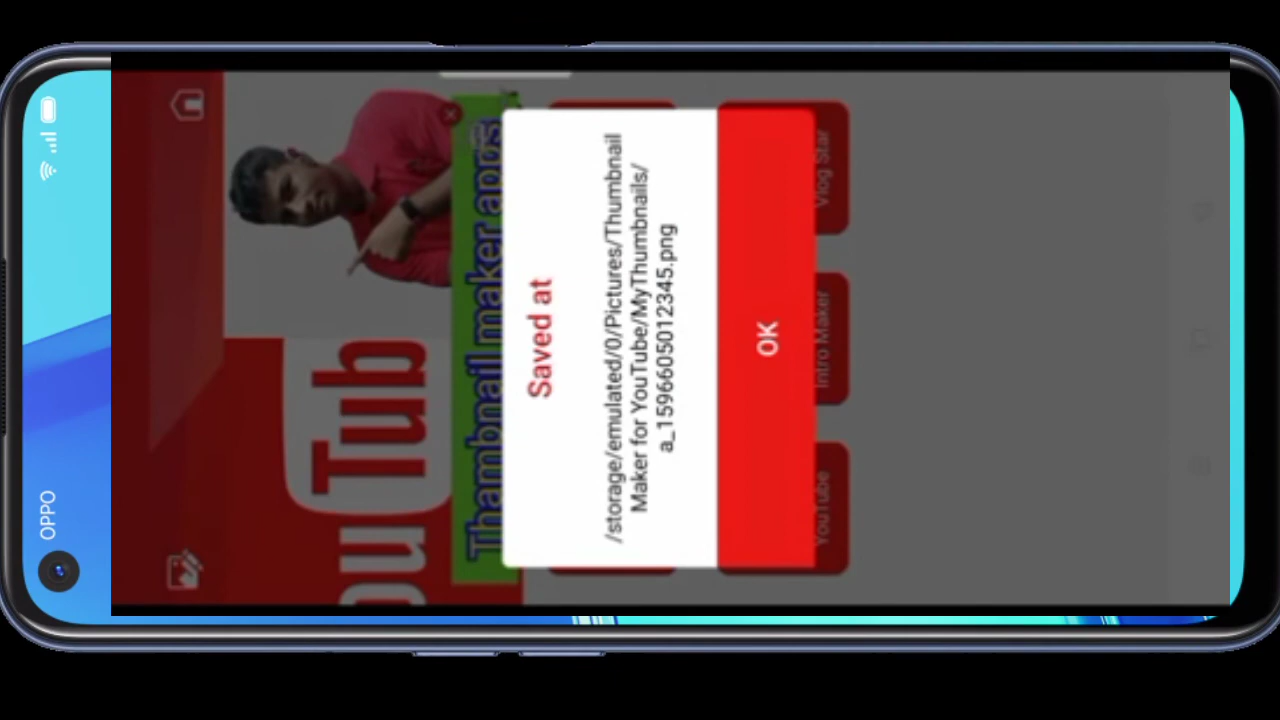 OPPO
ouTub
Thambnail maker apps
Saved at
/storage/emulated/0/Pictures/Thumbnail
Maker for YouTube/MyThumbnails/
a_1596605012345.png
OK
YouTube
Intro Maker
Vlog Star